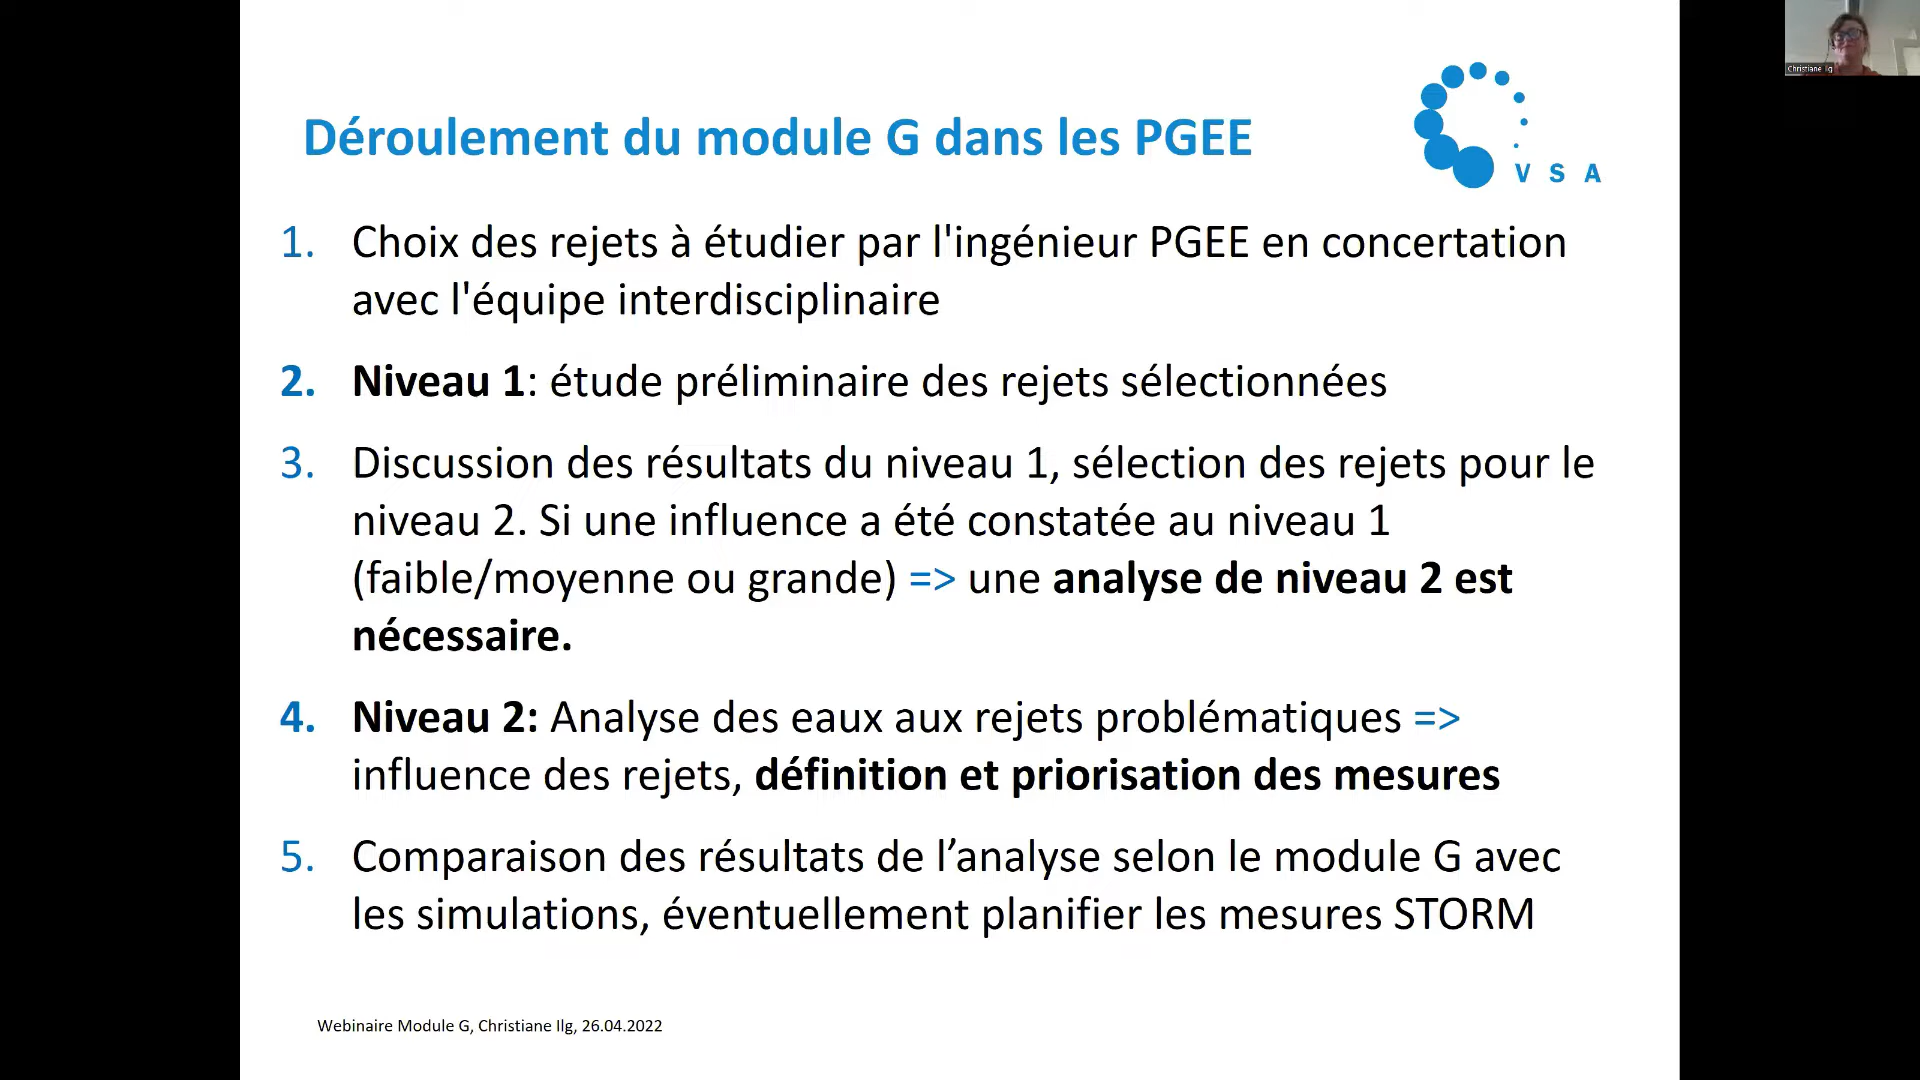 Christiane Ilg
Déroulement du module G dans les PGEE
V S A
1. Choix des rejets à étudier par l'ingénieur PGEE en concertation
avec l'équipe interdisciplinaire
2. Niveau 1: étude préliminaire des rejets sélectionnées
3. Discussion des résultats du niveau 1, sélection des rejets pour le
niveau 2. Si une influence a été constatée au niveau 1
(faible/moyenne ou grande) => une analyse de niveau 2 est
nécessaire.
4. Niveau 2: Analyse des eaux aux rejets problématiques =>
influence des rejets, définition et priorisation des mesures
5. Comparaison des résultats de l’analyse selon le module G avec
les simulations, éventuellement planifier les mesures STORM
Webinaire Module G, Christiane Ilg, 26.04.2022